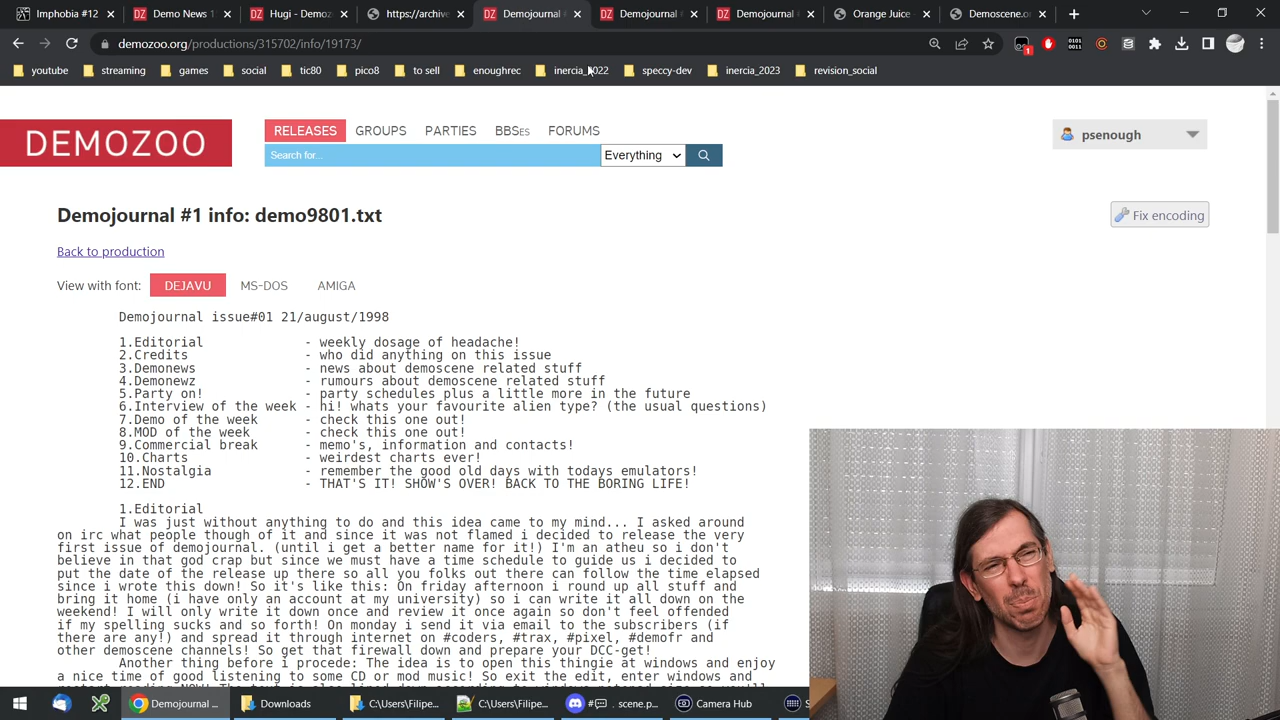 Imphobia #12
Demo News 1
Hugi - Demoz
https://archive
Demojournal #
Demojournal #
Demojournal #
Orange Juice -
Demoscene.or
demozoo.org/productions/315702/info/19173/
youtube
streaming
games
social
tic80
pico8
to sell
enoughrec
inercia_2022
speccy-dev
inercia_2023
revision_social
DEMOZOO
RELEASES GROUPS PARTIES BBSes FORUMS
Search for...
Everything
psenough
Demojournal #1 info: demo9801.txt
Fix encoding
Back to production
View with font: DEJAVU MS-DOS AMIGA
Demojournal issue#01 21/august/1998
1.Editorial - weekly dosage of headache!
2.Credits - who did anything on this issue
3.Demonews - news about demoscene related stuff
4.Demonewz - rumours about demoscene related stuff
5.Party on! - party schedules plus a little more in the future
6.Interview of the week - hi! whats your favourite alien type? (the usual questions)
7.Demo of the week - check this one out!
8.MOD of the week - check this one out!
9.Commercial break - memo's, information and contacts!
10.Charts - weirdest charts ever!
11.Nostalgia - remember the good old days with todays emulators!
12.END - THAT'S IT! SHOW'S OVER! BACK TO THE BORING LIFE!
1.Editorial
I was just without anything to do and this idea came to my mind... I asked around
on irc what people though of it and since it was not flamed i decided to release the very
first issue of demojournal. (until i get a better name for it!) I'm an atheu so i don't
believe in that god crap but since we must have a time schedule to guide us i decided to
put the date of the release up there so all you folks out there can follow the time elapsed
since i wrote this down! So it's like this: On friday afternoon i round up all stuff and
bring it home (i have only an account at my university) so i can write it all down on the
weekend! I will only write it down once and review it once again so don't feel offended
if my spelling sucks and so forth! On monday i send it via email to the subscribers (if
there are any!) and spread it through internet on #coders, #trax, #pixel, #demofr and
other demoscene channels! So get that firewall down and prepare your DCC-get!
Another thing before i procede: The idea is to open this thingie at windows and enjoy
a nice time of good listening to some CD or mod music! So exit the edit, enter windows and
Demojournal ...
Downloads
C:\Users\Filipe...
C:\Users\Filipe...
#💬 . scene.p...
Camera Hub